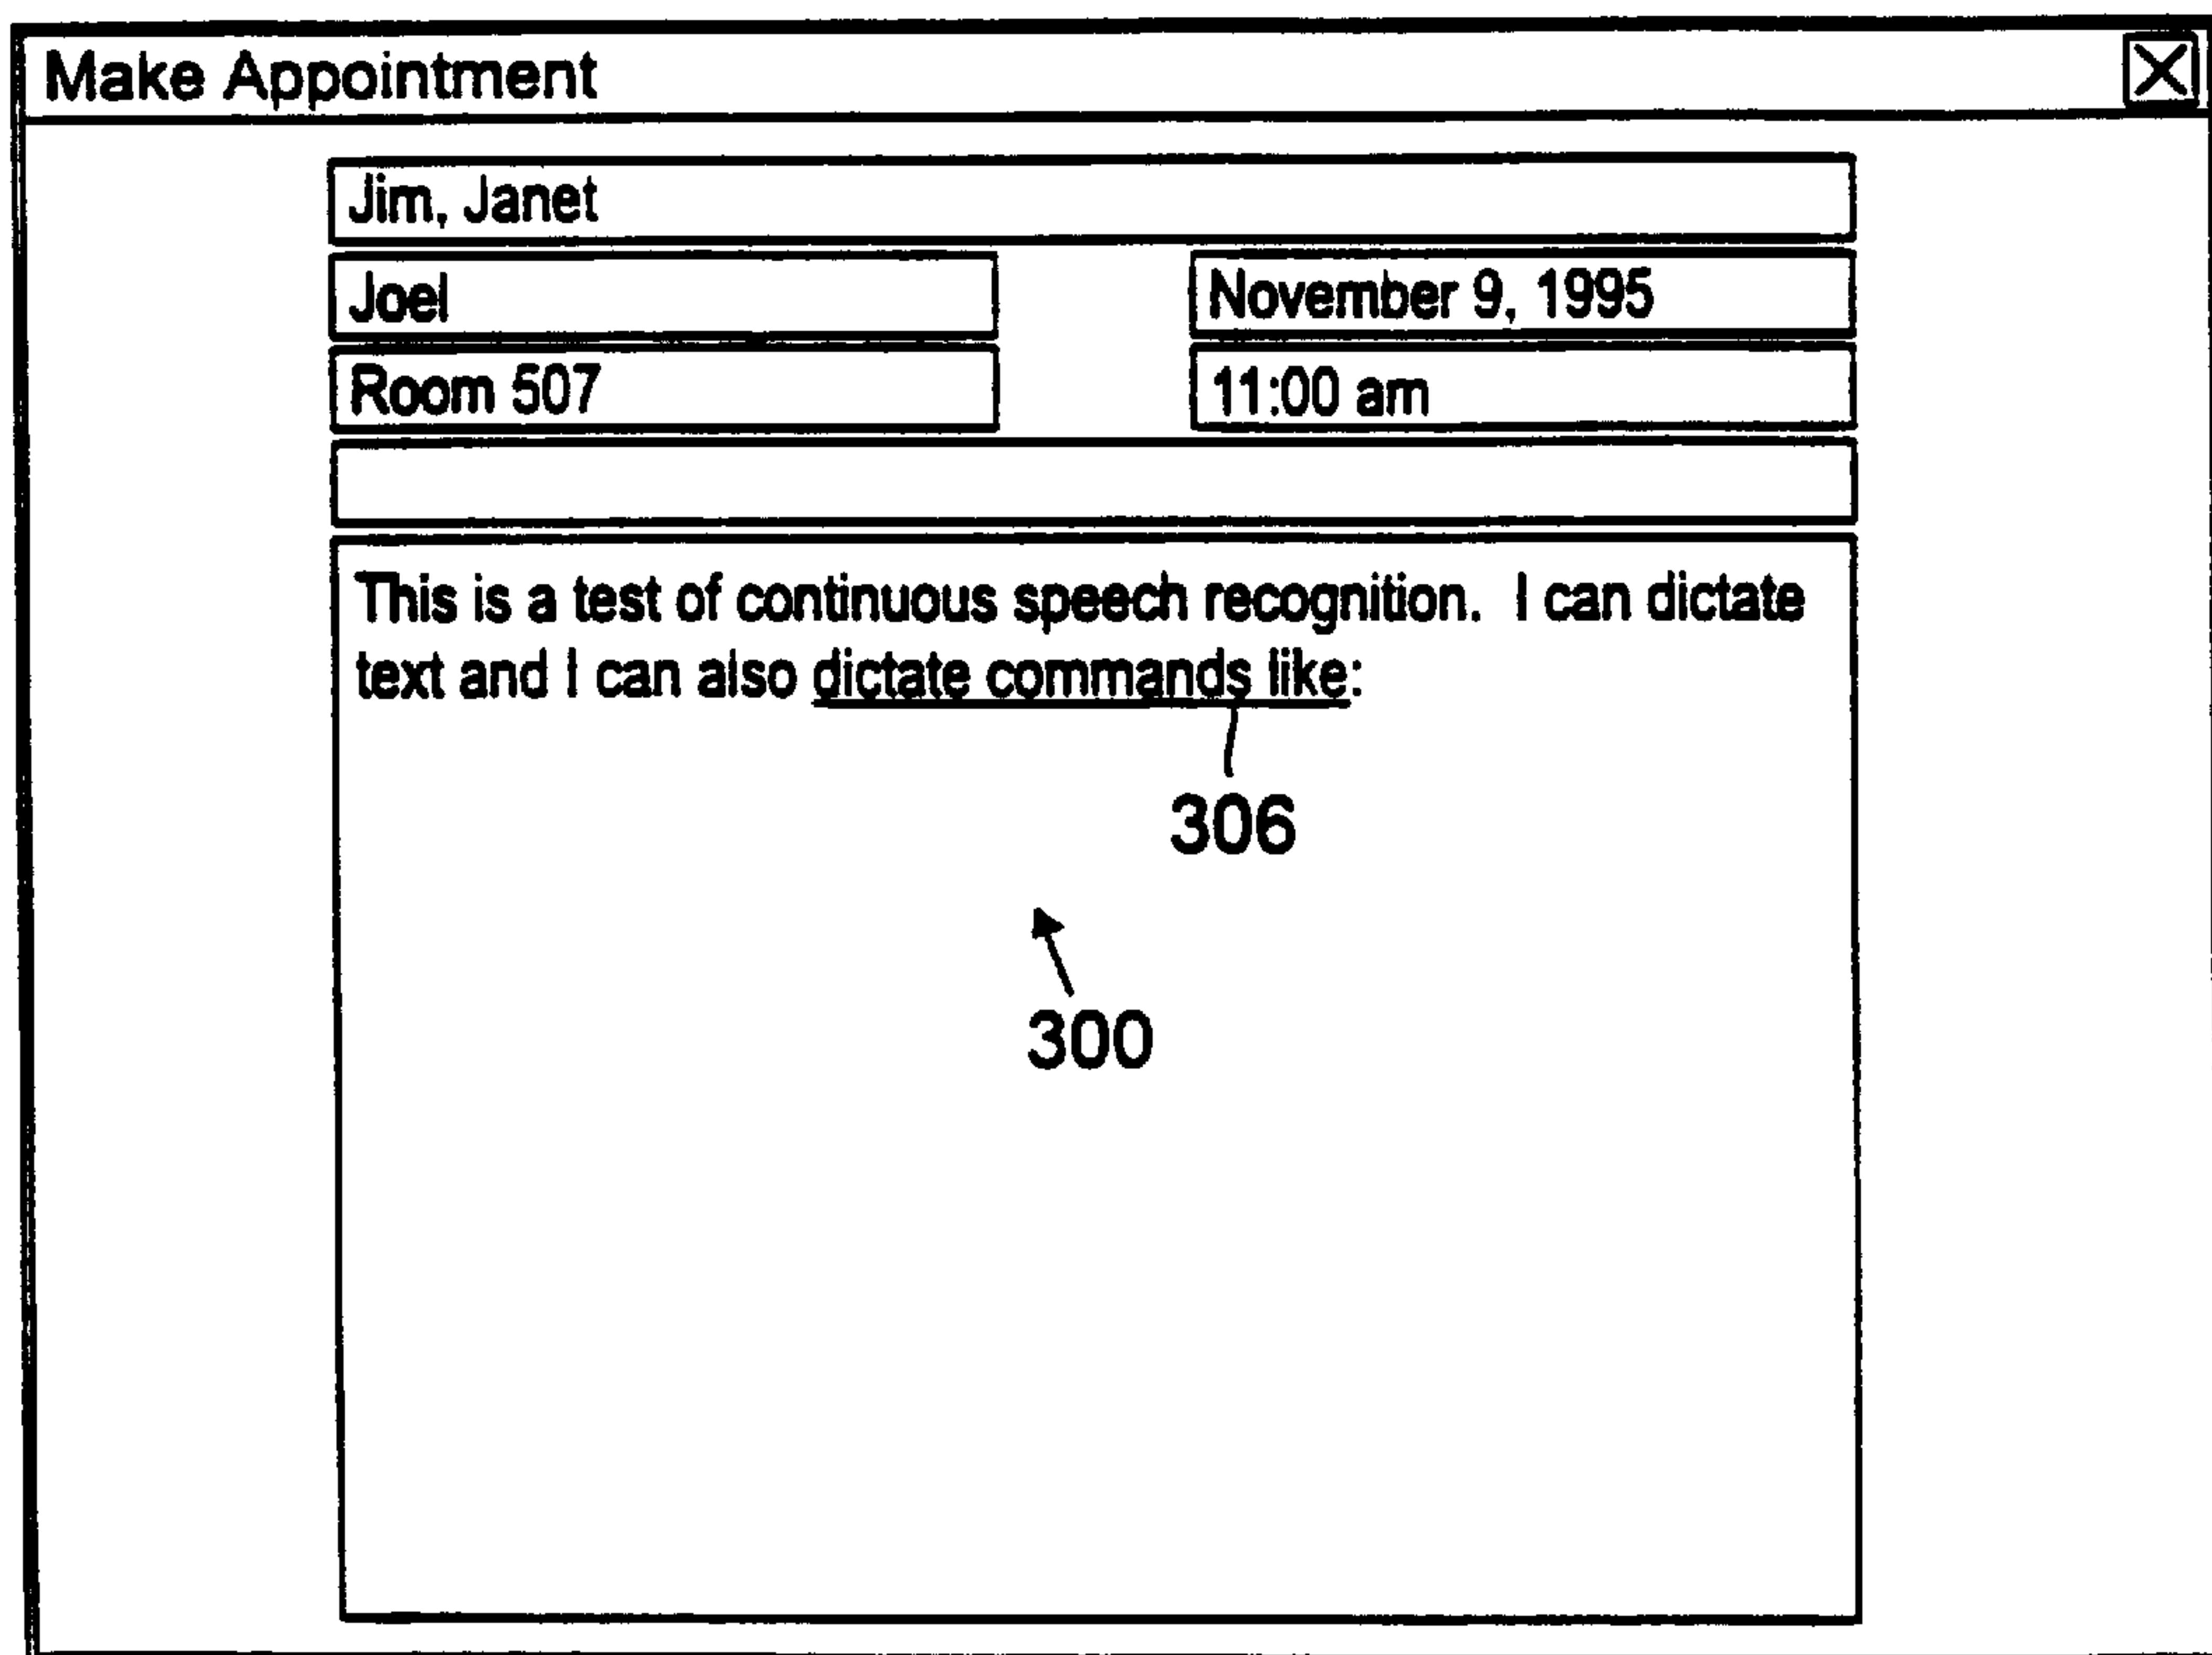 Make Appointment
Jim, Janet
Joel
November 9, 1995
Room 507
11:00 am
This is a test of continuous speech recognition.  I can dictate
text and I can also dictate commands like:
306
300